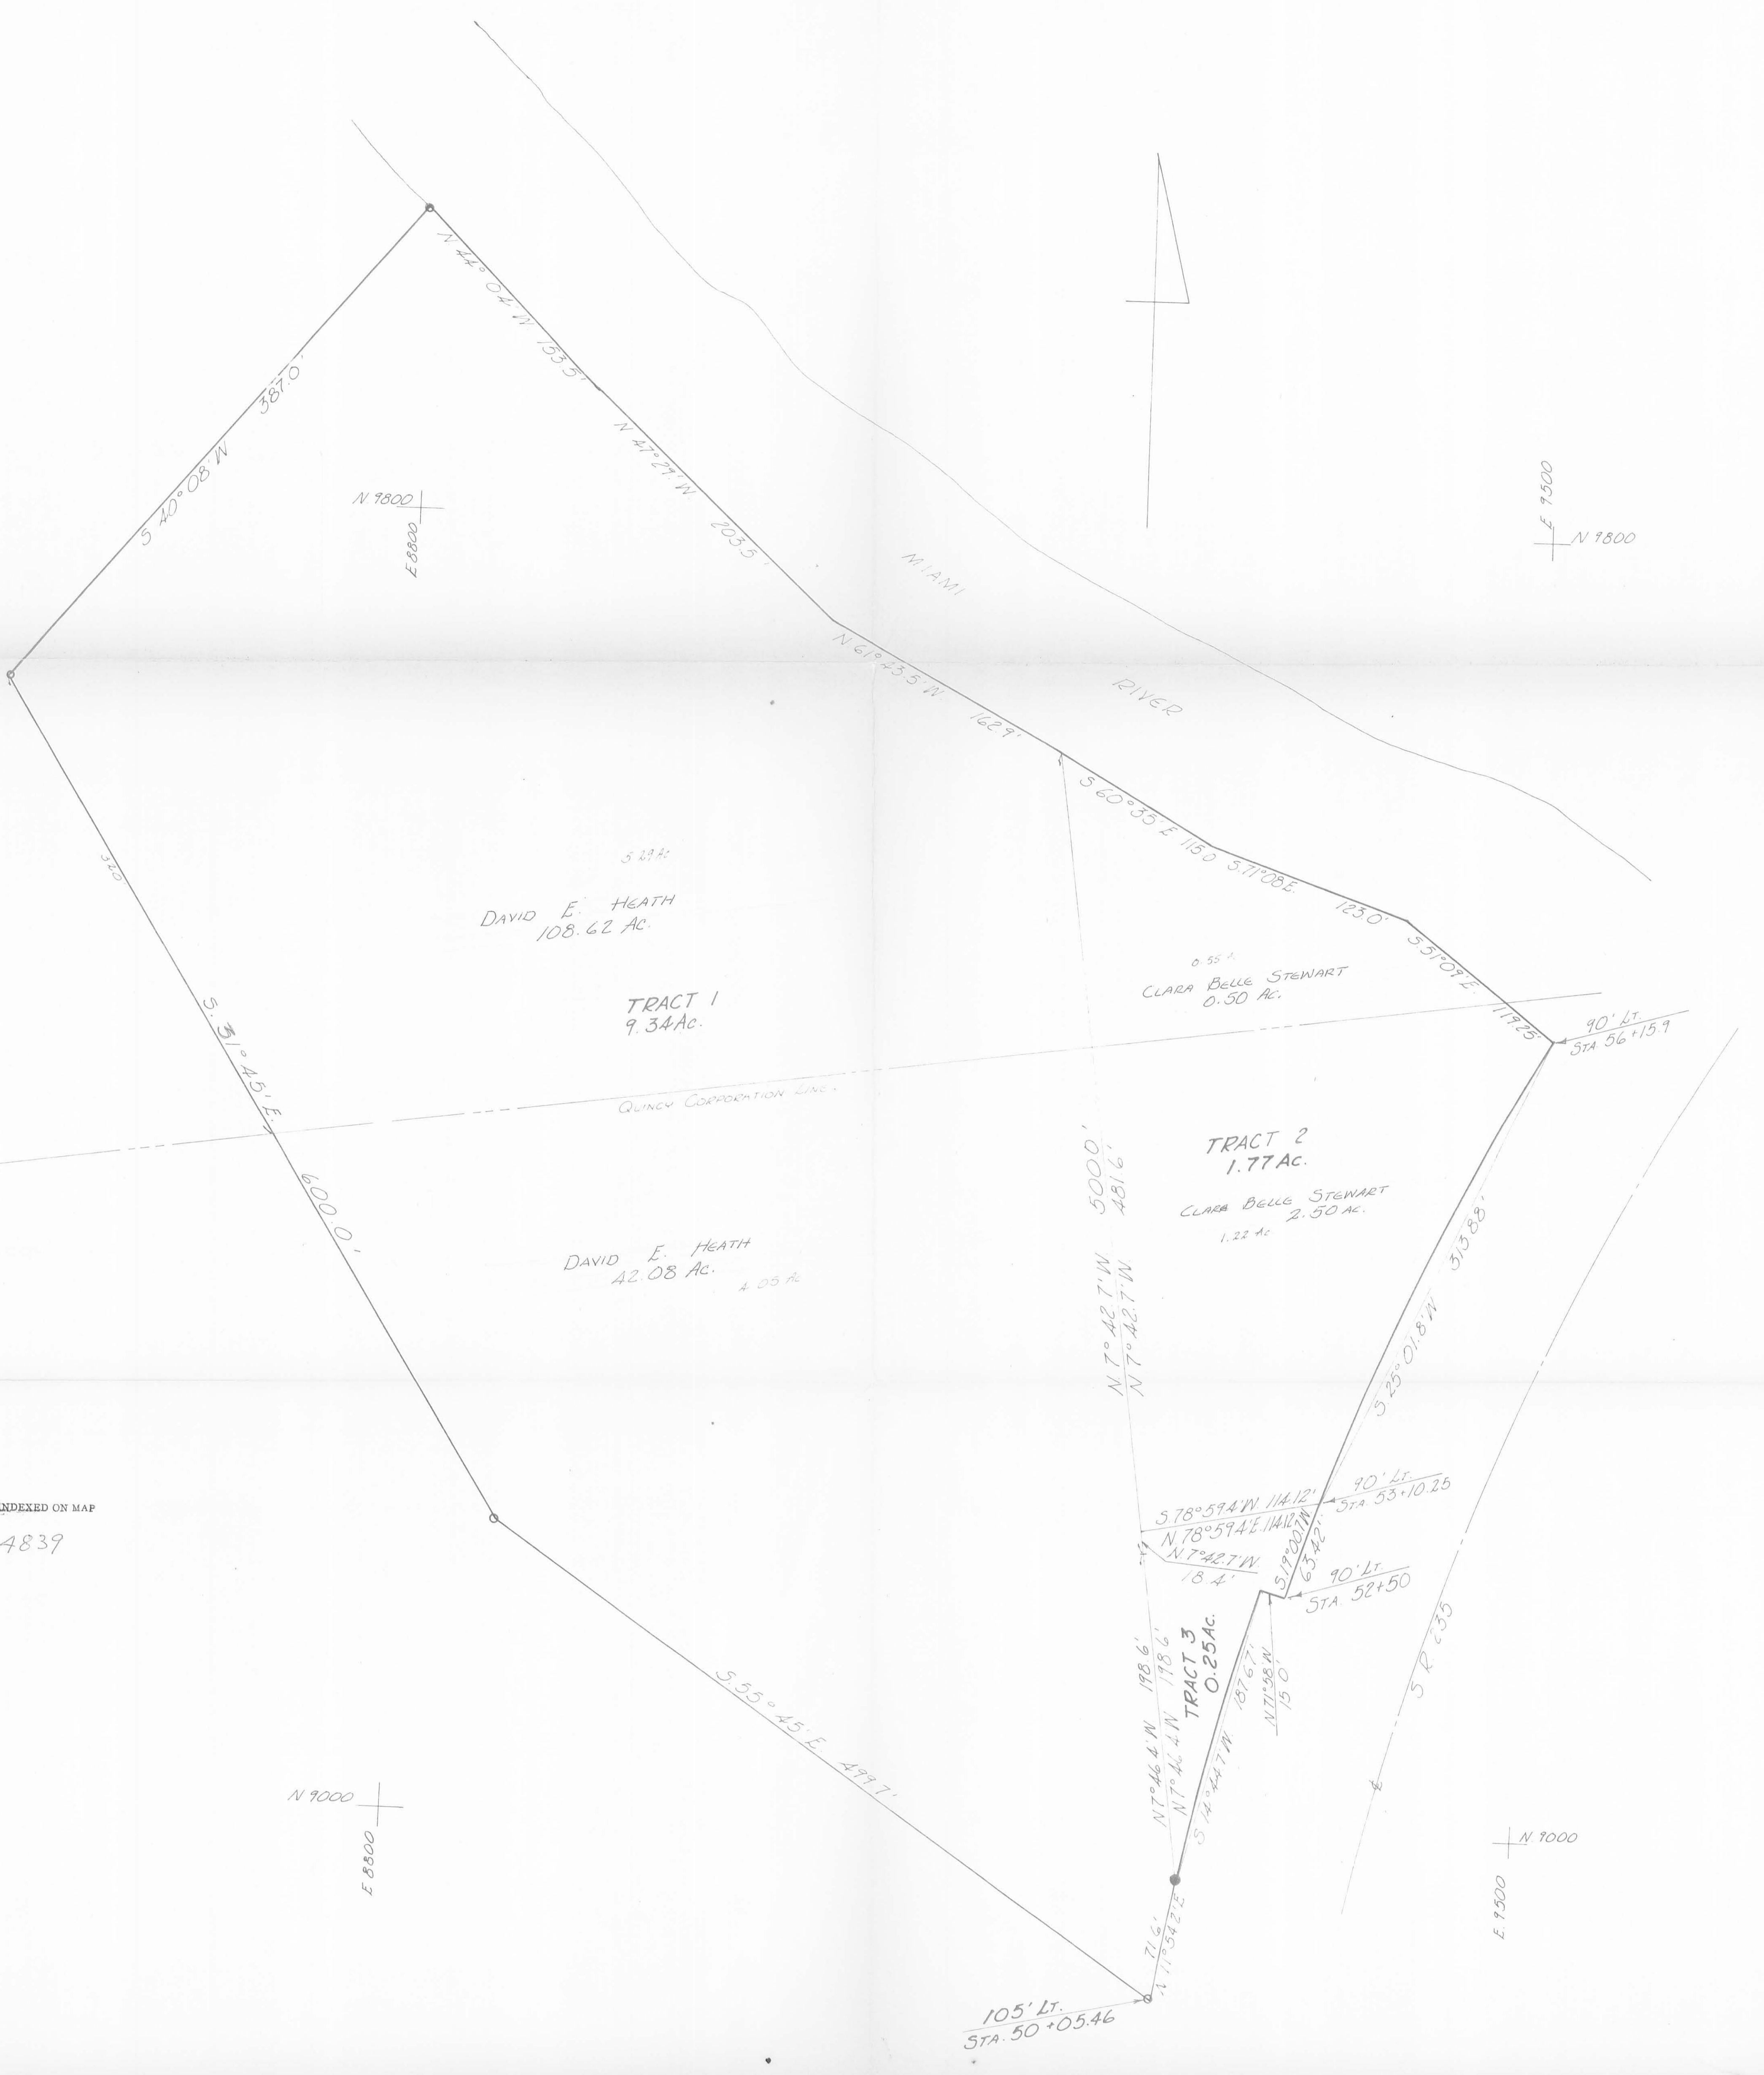 N 44° 04' W 153.5'
387.0'
S 40° 08' W
N 9800
E 8800
N 47° 29' W. 203.5'
E 9500
N 9800
MIAMI
RIVER
N 61° 43.5' W 162.9'
S 60° 35' E 115.0
S. 71° 08' E. 123.0'
S. 51° 09' E. 119.25'
90' LT.
STA. 56+15.9
320
5.29 Ac
DAVID E. HEATH
108.62 AC.
TRACT 1
9.34 AC.
0.55 A.
CLARA BELLE STEWART
0.50 AC.
QUINCY CORPORATION LINE.
S. 31° 45' E.
600.0'
TRACT 2
1.77 AC.
CLARA BELLE STEWART
2.50 AC.
1.22 Ac
DAVID E. HEATH
42.08 AC.
4.05 Ac
N 7° 42.7' W 500.0'
N 7° 42.7' W 481.6'
S. 25° 01.8' W 313.88'
90' LT.
STA. 53+10.25
S 78° 59.4' W 114.12'
N 78° 59.4' E 114.12
N 7° 42.7' W.
18.4'
S. 19° 00.7' W
63.42'
90' LT.
STA. 52+50
INDEXED ON MAP
4839
TRACT 3
0.25 AC.
N 7° 46.4' W 198.6'
N 7° 46.4' W 198.6'
S 14° 44.7' W. 187.67'
N 71° 58' W
15.0'
S R 235
℄
S. 55° 45' E 499.7'
N 9000
E 8800
N 9000
E 9500
71.6'
N 11° 54.2' E
105' LT.
STA. 50+05.46